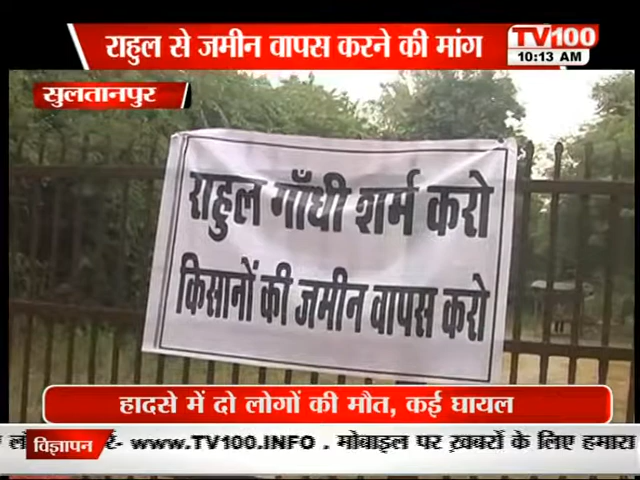 राहुल से जमीन वापस करने की मांग
TV100
10:13 AM
सुलतानपुर
राहुल गाँधी शर्म करो
किसानों की जमीन वापस करो
हादसे में दो लोगों की मौत, कई घायल
विज्ञापन
- www.TV100.INFO . मोबाइल पर ख़बरों के लिए हमारा